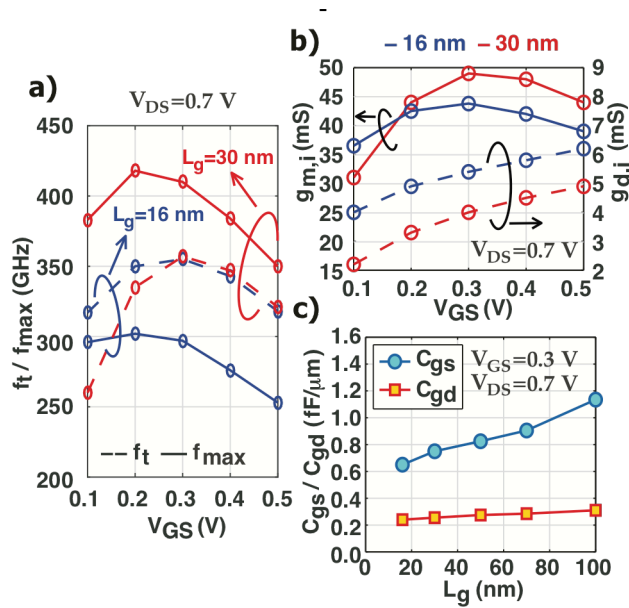 a)
V_DS=0.7 V
450
400
350
300
250
200
f_t / f_max (GHz)
L_g=30 nm
L_g=16 nm
f_t
f_max
0.1 0.2 0.3 0.4 0.5
V_GS (V)
b)
16 nm 30 nm
50
45
40
35
30
25
20
15
g_m,i (mS)
9
8
7
6
5
4
3
2
g_d,i (mS)
V_DS=0.7 V
0.1 0.2 0.3 0.4 0.5
V_GS (V)
c)
1.6
1.4
1.2
1.0
0.8
0.6
0.4
0.2
0.0
C_gs / C_gd (fF/μm)
C_gs
C_gd
V_GS=0.3 V
V_DS=0.7 V
0 20 40 60 80 100
L_g (nm)